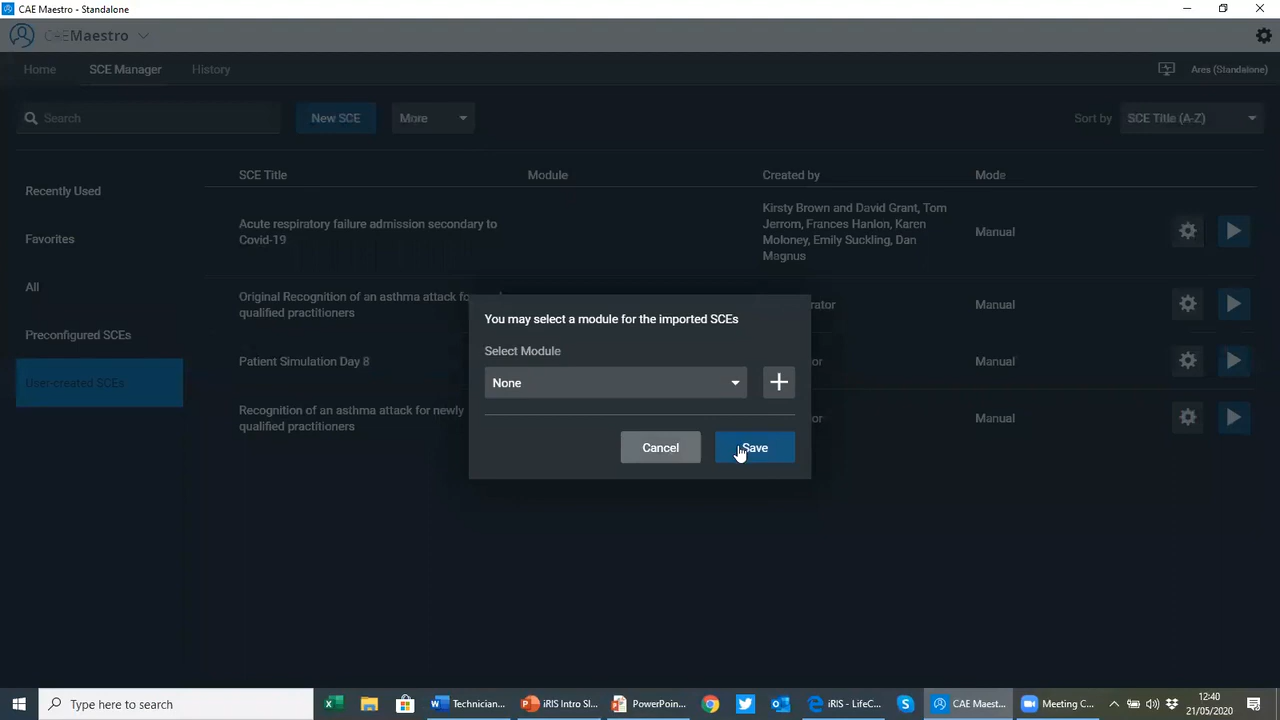 CAE Maestro - Standalone
CAEMaestro
Home
SCE Manager
History
Ares (Standalone)
Search
New SCE
More
Sort by
SCE Title (A-Z)
SCE Title
Module
Created by
Mode
Recently Used
Favorites
All
Preconfigured SCEs
User-created SCEs
Acute respiratory failure admission secondary to
Covid-19
Kirsty Brown and David Grant, Tom
Jerrom, Frances Hanlon, Karen
Moloney, Emily Suckling, Dan
Magnus
Manual
Original Recognition of an asthma attack for
qualified practitioners
Manual
Patient Simulation Day 8
Manual
Recognition of an asthma attack for newly
qualified practitioners
Manual
You may select a module for the imported SCEs
Select Module
None
Cancel
Save
Type here to search
Technician...
iRIS Intro Sl...
PowerPoin...
iRIS - LifeC...
CAE Maest...
Meeting C...
12:40
21/05/2020